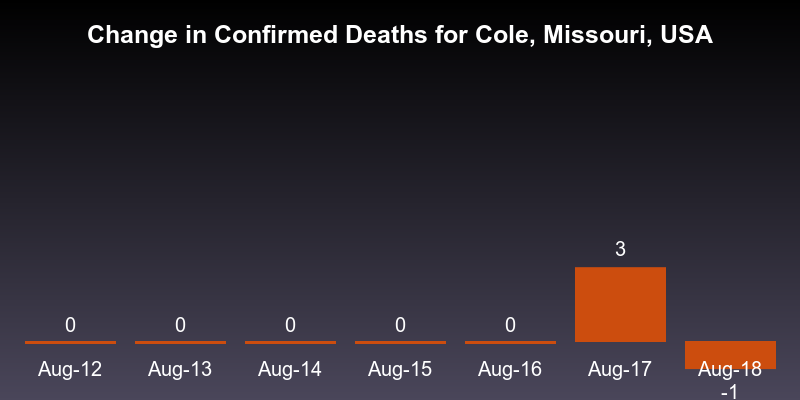 Change in Confirmed Deaths for Cole, Missouri, USA
3
0 0 0 0 0
Aug-12 Aug-13 Aug-14 Aug-15 Aug-16 Aug-17 Aug-18
-1